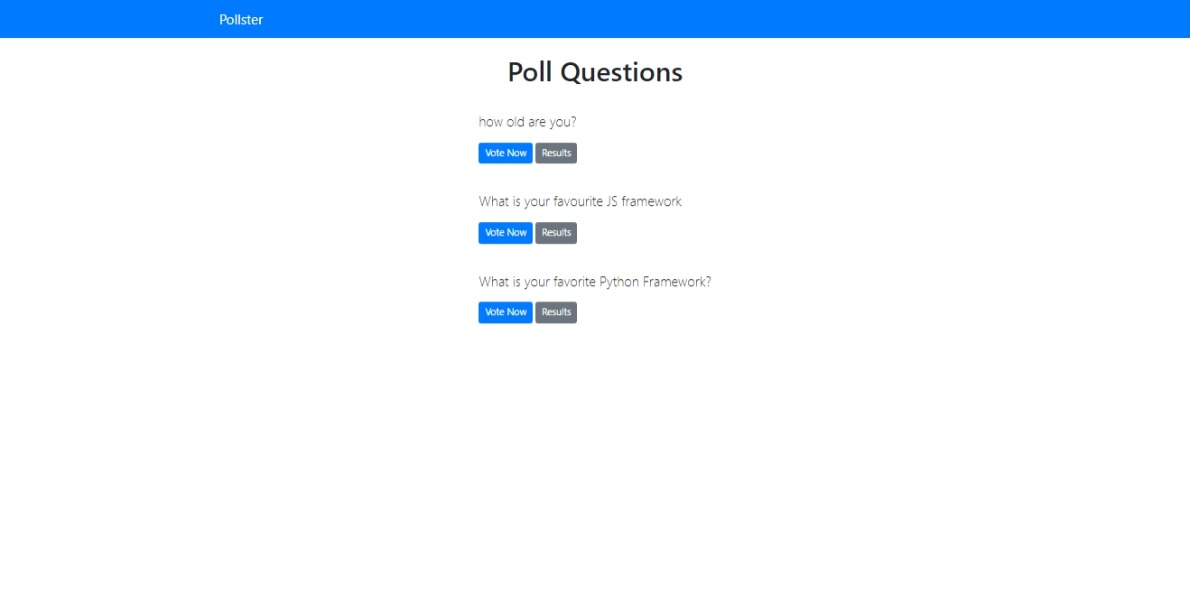 Pollster
Poll Questions
how old are you?
Vote Now Results
What is your favourite JS framework
Vote Now Results
What is your favorite Python Framework?
Vote Now Results